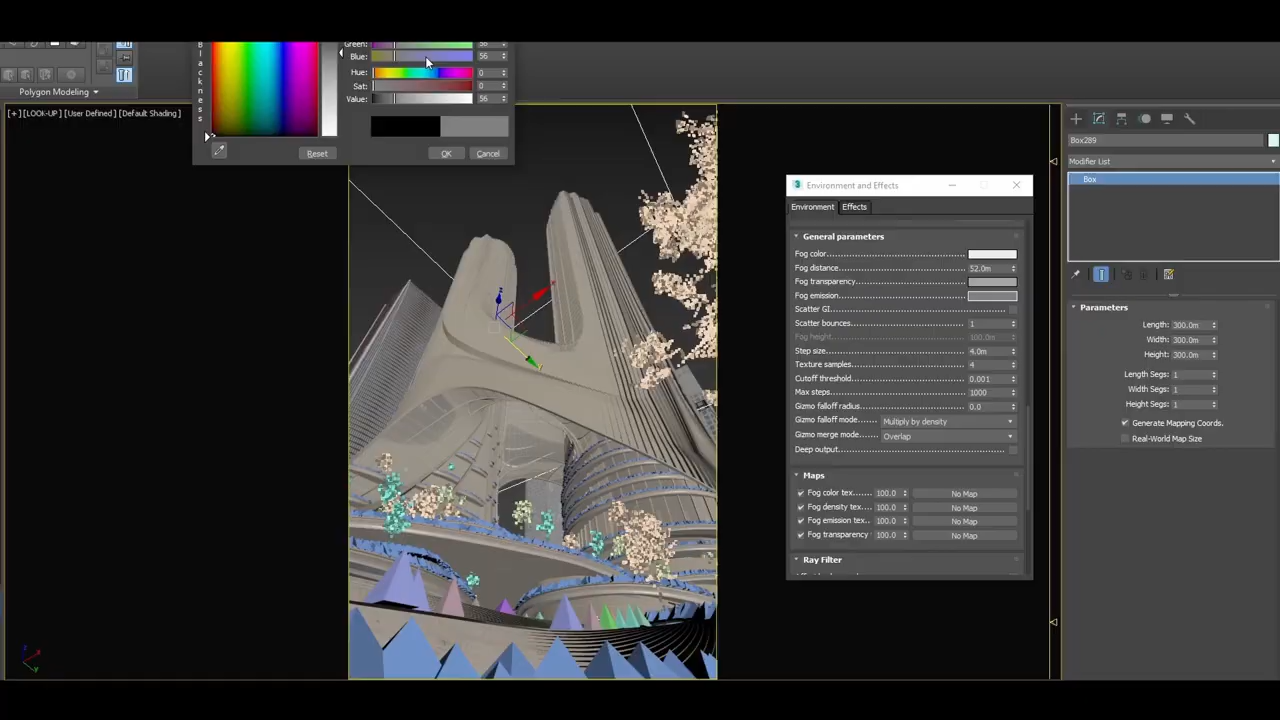 Blackness
Green: 56
Blue: 56
Hue: 0
Sat: 0
Value: 56
Reset
OK
Cancel
Polygon Modeling
[+] [LOOK-UP] [User Defined] [Default Shading]
Environment and Effects
Environment
Effects
General parameters
Fog color
Fog distance 52.0m
Fog transparency
Fog emission
Scatter GI
Scatter bounces 1
Fog height 100.0m
Step size 4.0m
Texture samples 4
Cutoff threshold 0.001
Max steps 1000
Gizmo falloff radius 0.0
Gizmo falloff mode Multiply by density
Gizmo merge mode Overlap
Deep output
Maps
Fog color tex... 100.0 No Map
Fog density tex... 100.0 No Map
Fog emission tex... 100.0 No Map
Fog transparency 100.0 No Map
Ray Filter
Box289
Modifier List
Box
Parameters
Length: 300.0m
Width: 300.0m
Height: 300.0m
Length Segs: 1
Width Segs: 1
Height Segs: 1
Generate Mapping Coords.
Real-World Map Size